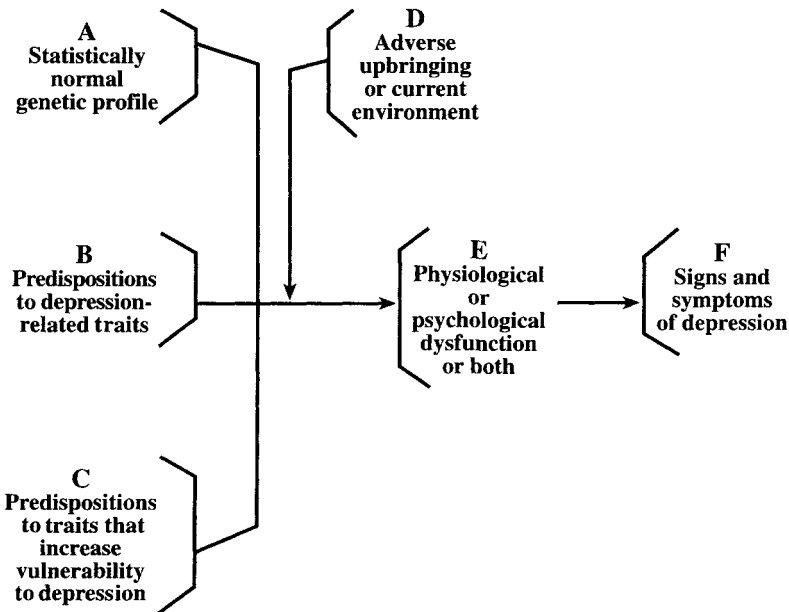 A
Statistically
normal
genetic profile
D
Adverse
upbringing
or current
environment
B
Predispositions
to depression-
related traits
E
Physiological
or
psychological
dysfunction
or both
F
Signs and
symptoms
of depression
C
Predispositions
to traits that
increase
vulnerability
to depression